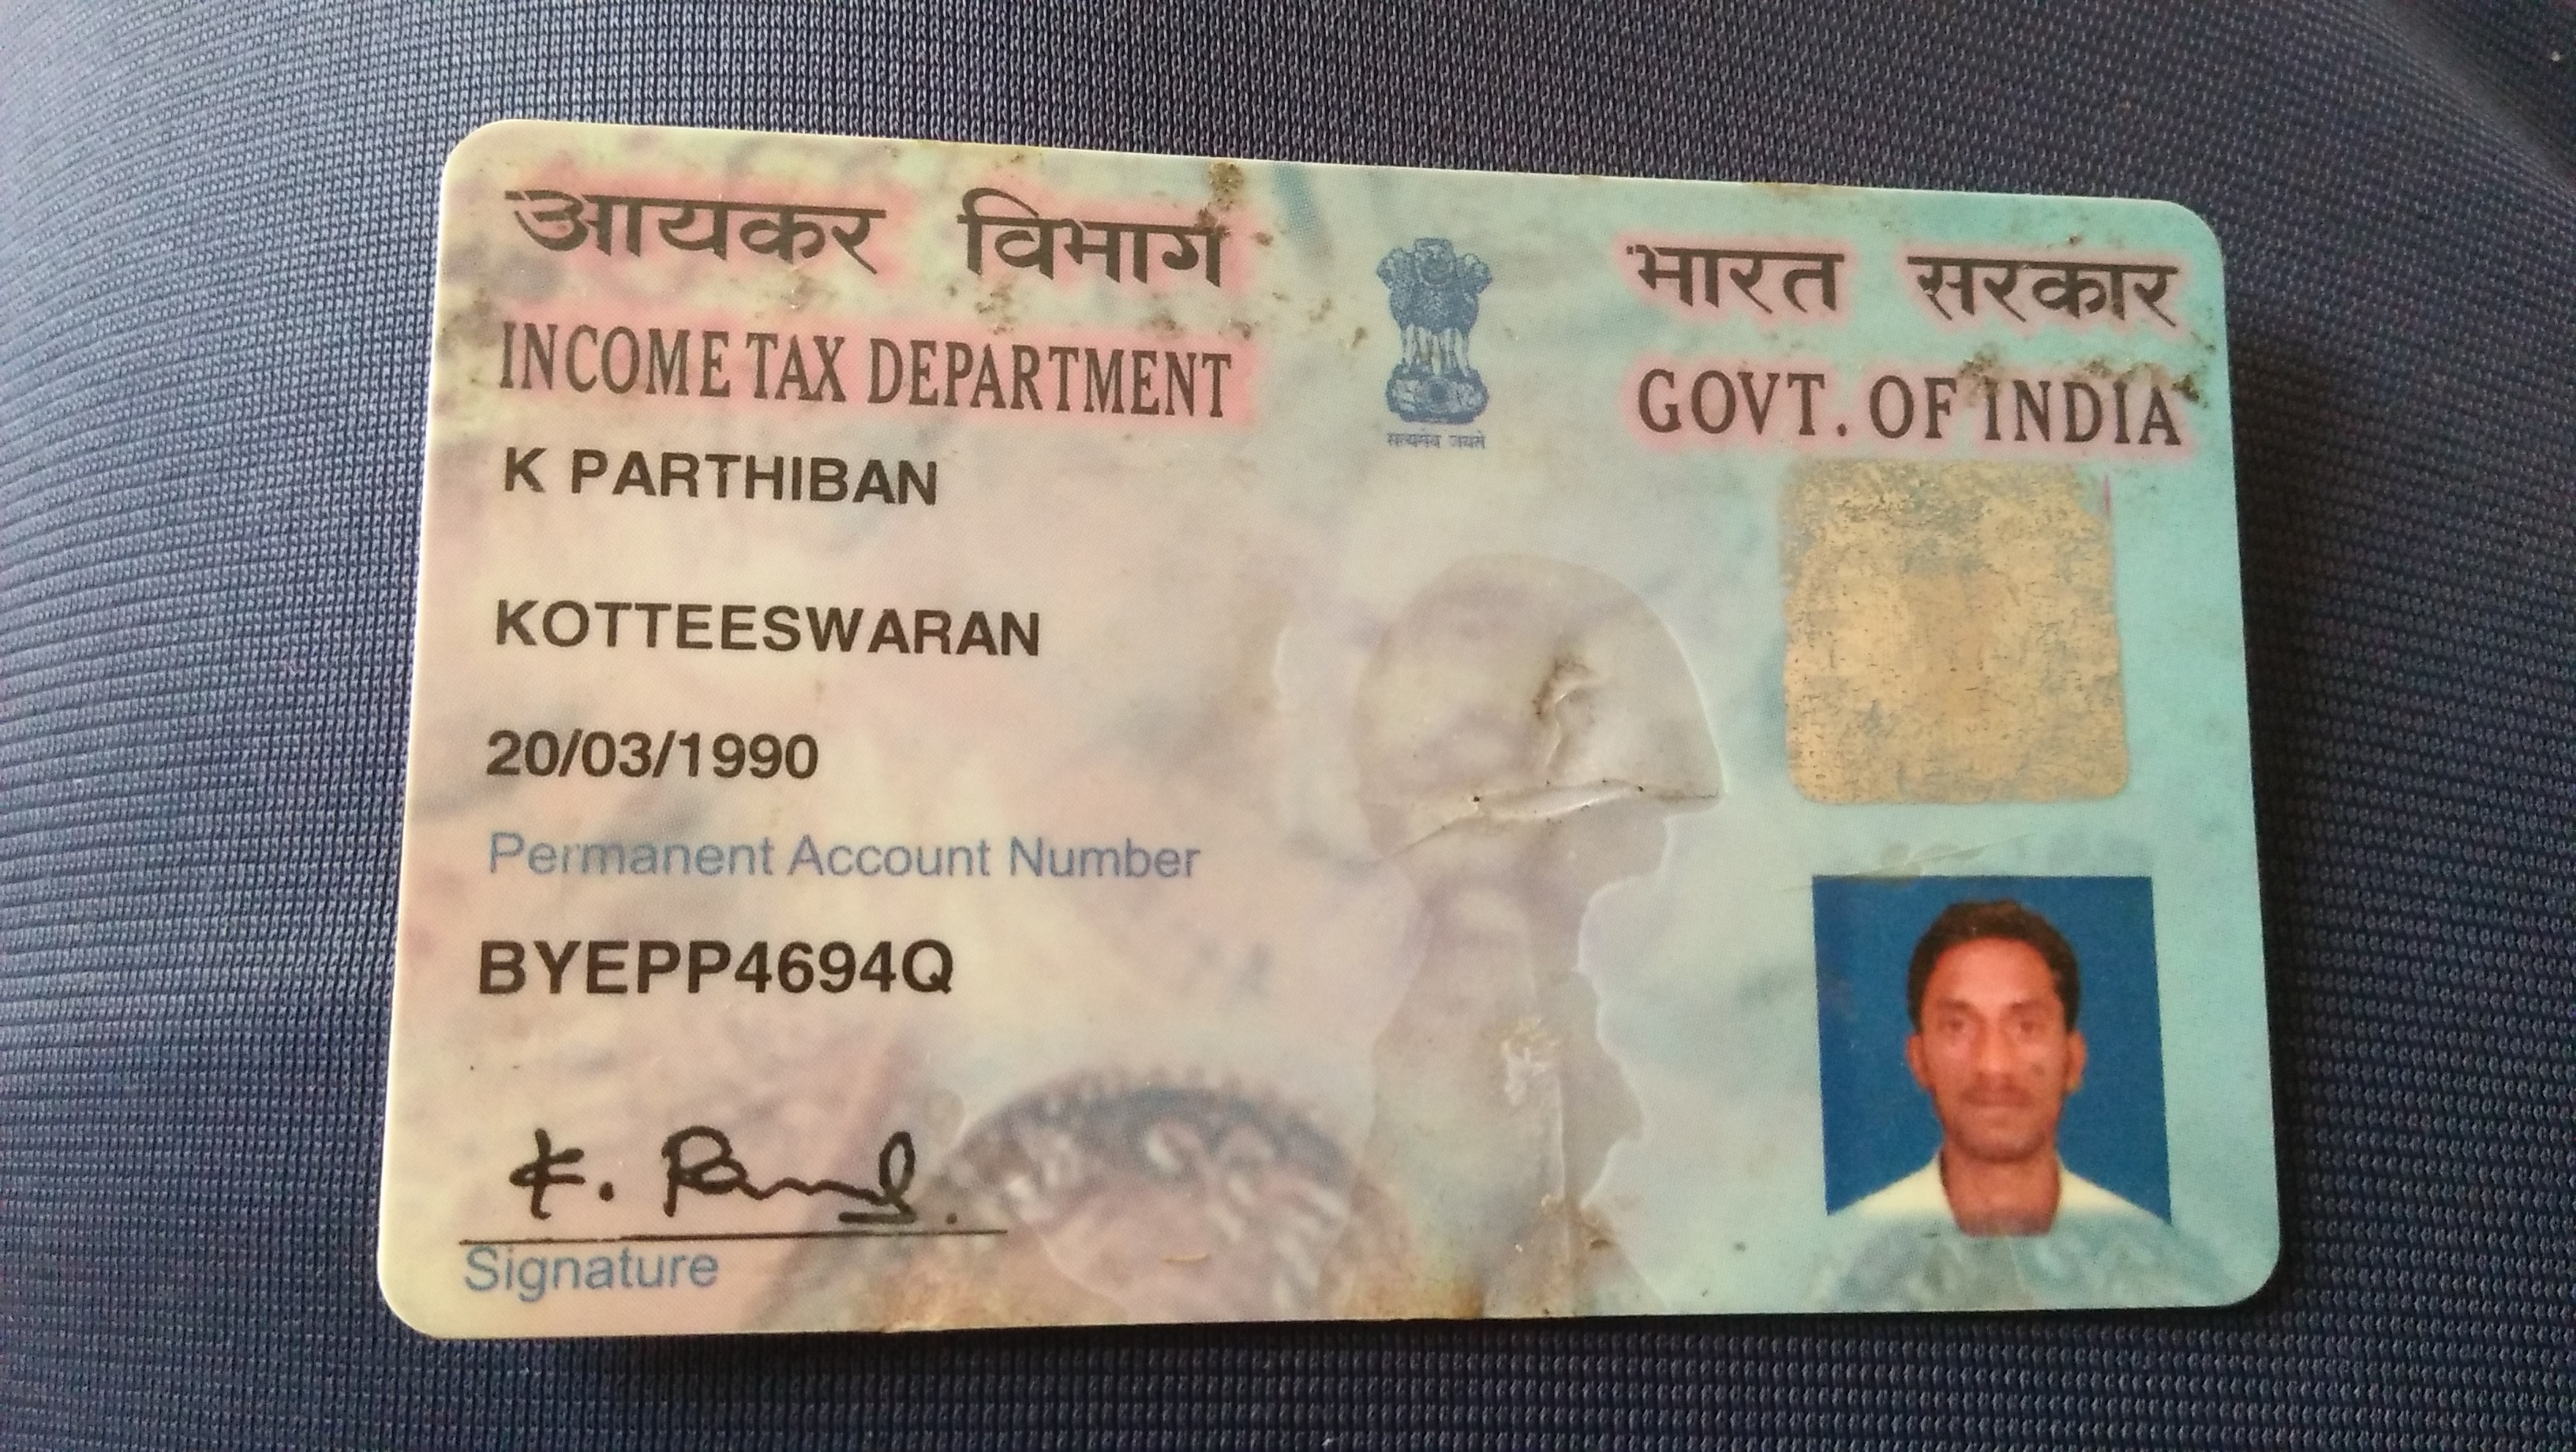 आयकर विभाग
INCOME TAX DEPARTMENT
भारत सरकार
GOVT. OF INDIA
सत्यमेव जयते
K PARTHIBAN
KOTTEESWARAN
20/03/1990
Permanent Account Number
BYEPP4694Q
K.
Signature